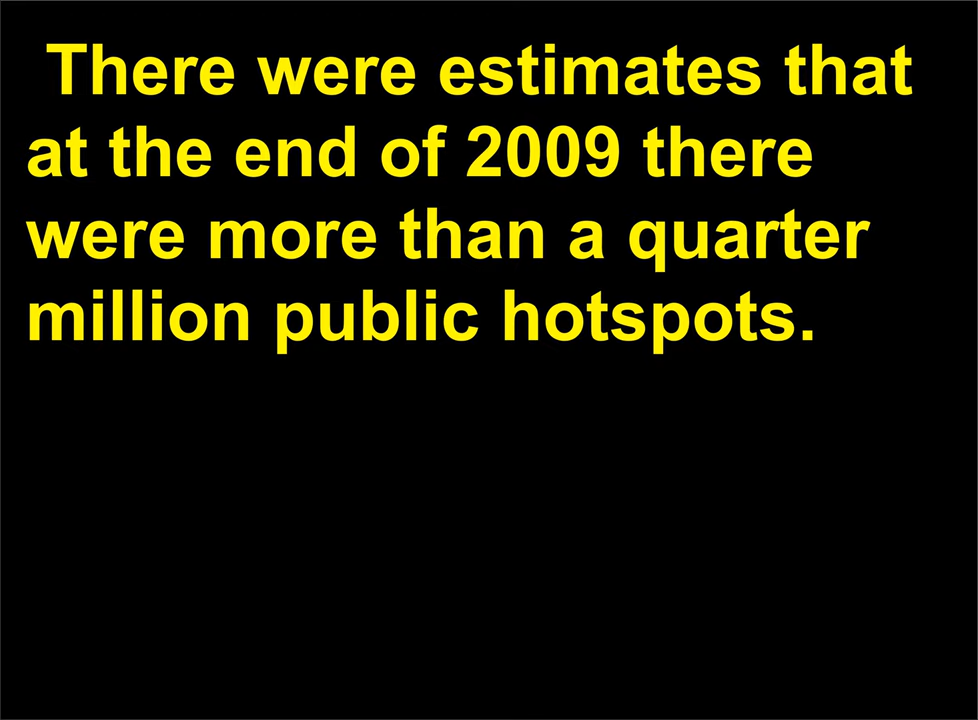 There were estimates that
at the end of 2009 there
were more than a quarter
million public hotspots.